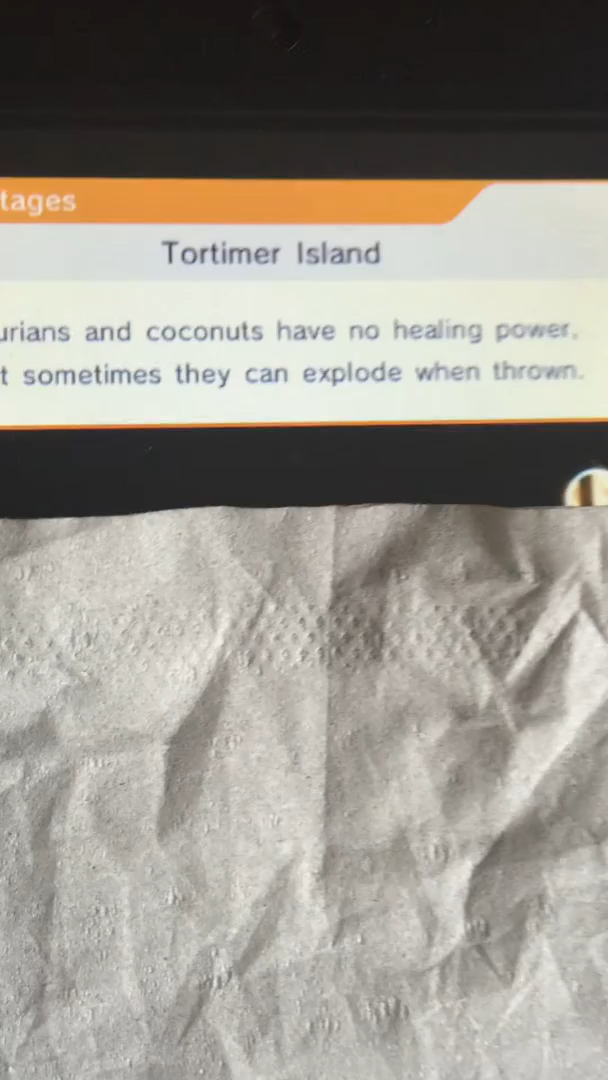 tages
Tortimer Island
urians and coconuts have no healing power,
t sometimes they can explode when thrown.